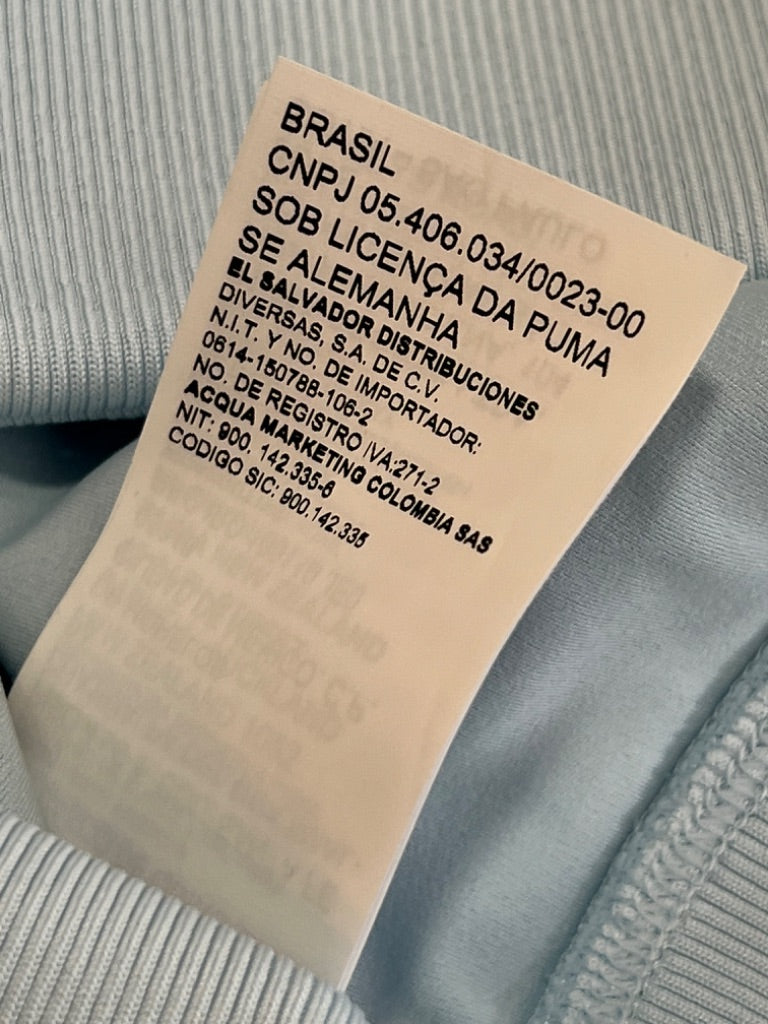 BRASIL
CNPJ 05.406.034/0023-00
SOB LICENÇA DA PUMA
SE ALEMANHA
EL SALVADOR DISTRIBUCIONES
DIVERSAS, S.A. DE C.V.
N.I.T. Y NO. DE IMPORTADOR:
0614-150788-106-2
NO. DE REGISTRO IVA:271-2
ACQUA MARKETING COLOMBIA SAS
NIT: 900. 142.335-6
CODIGO SIC: 900.142.335